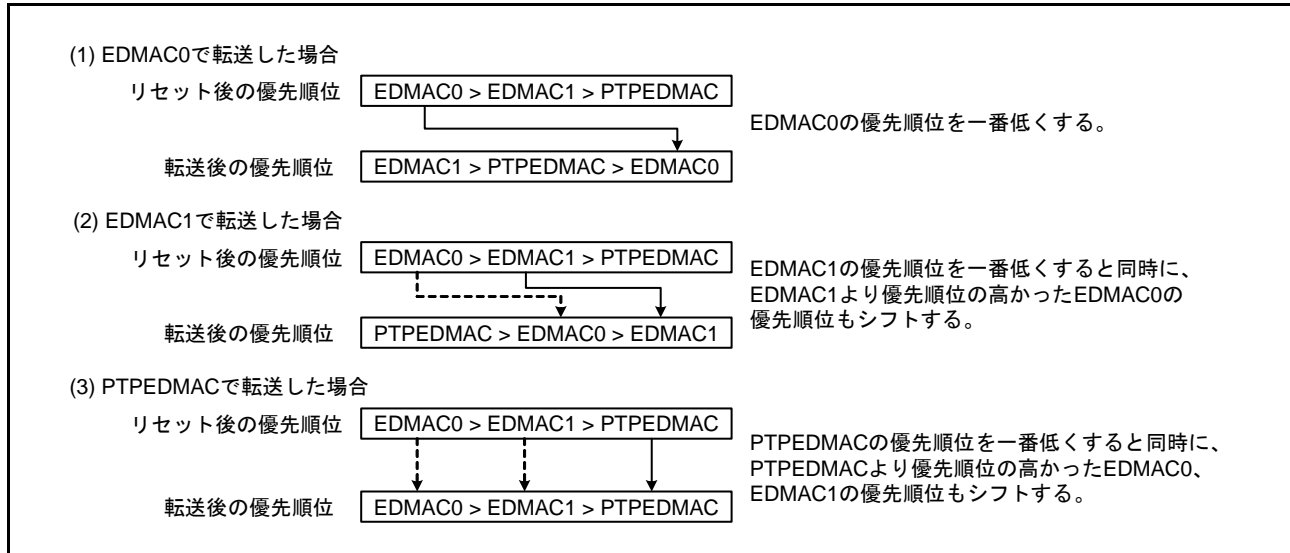 (1) EDMAC0で転送した場合
リセット後の優先順位 EDMAC0 > EDMAC1 > PTPEDMAC
EDMAC0の優先順位を一番低くする。
転送後の優先順位 EDMAC1 > PTPEDMAC > EDMAC0
(2) EDMAC1で転送した場合
リセット後の優先順位 EDMAC0 > EDMAC1 > PTPEDMAC
EDMAC1の優先順位を一番低くすると同時に、
EDMAC1より優先順位の高かったEDMAC0の
優先順位もシフトする。
転送後の優先順位 PTPEDMAC > EDMAC0 > EDMAC1
(3) PTPEDMACで転送した場合
リセット後の優先順位 EDMAC0 > EDMAC1 > PTPEDMAC
PTPEDMACの優先順位を一番低くすると同時に、
PTPEDMACより優先順位の高かったEDMAC0、
EDMAC1の優先順位もシフトする。
転送後の優先順位 EDMAC0 > EDMAC1 > PTPEDMAC